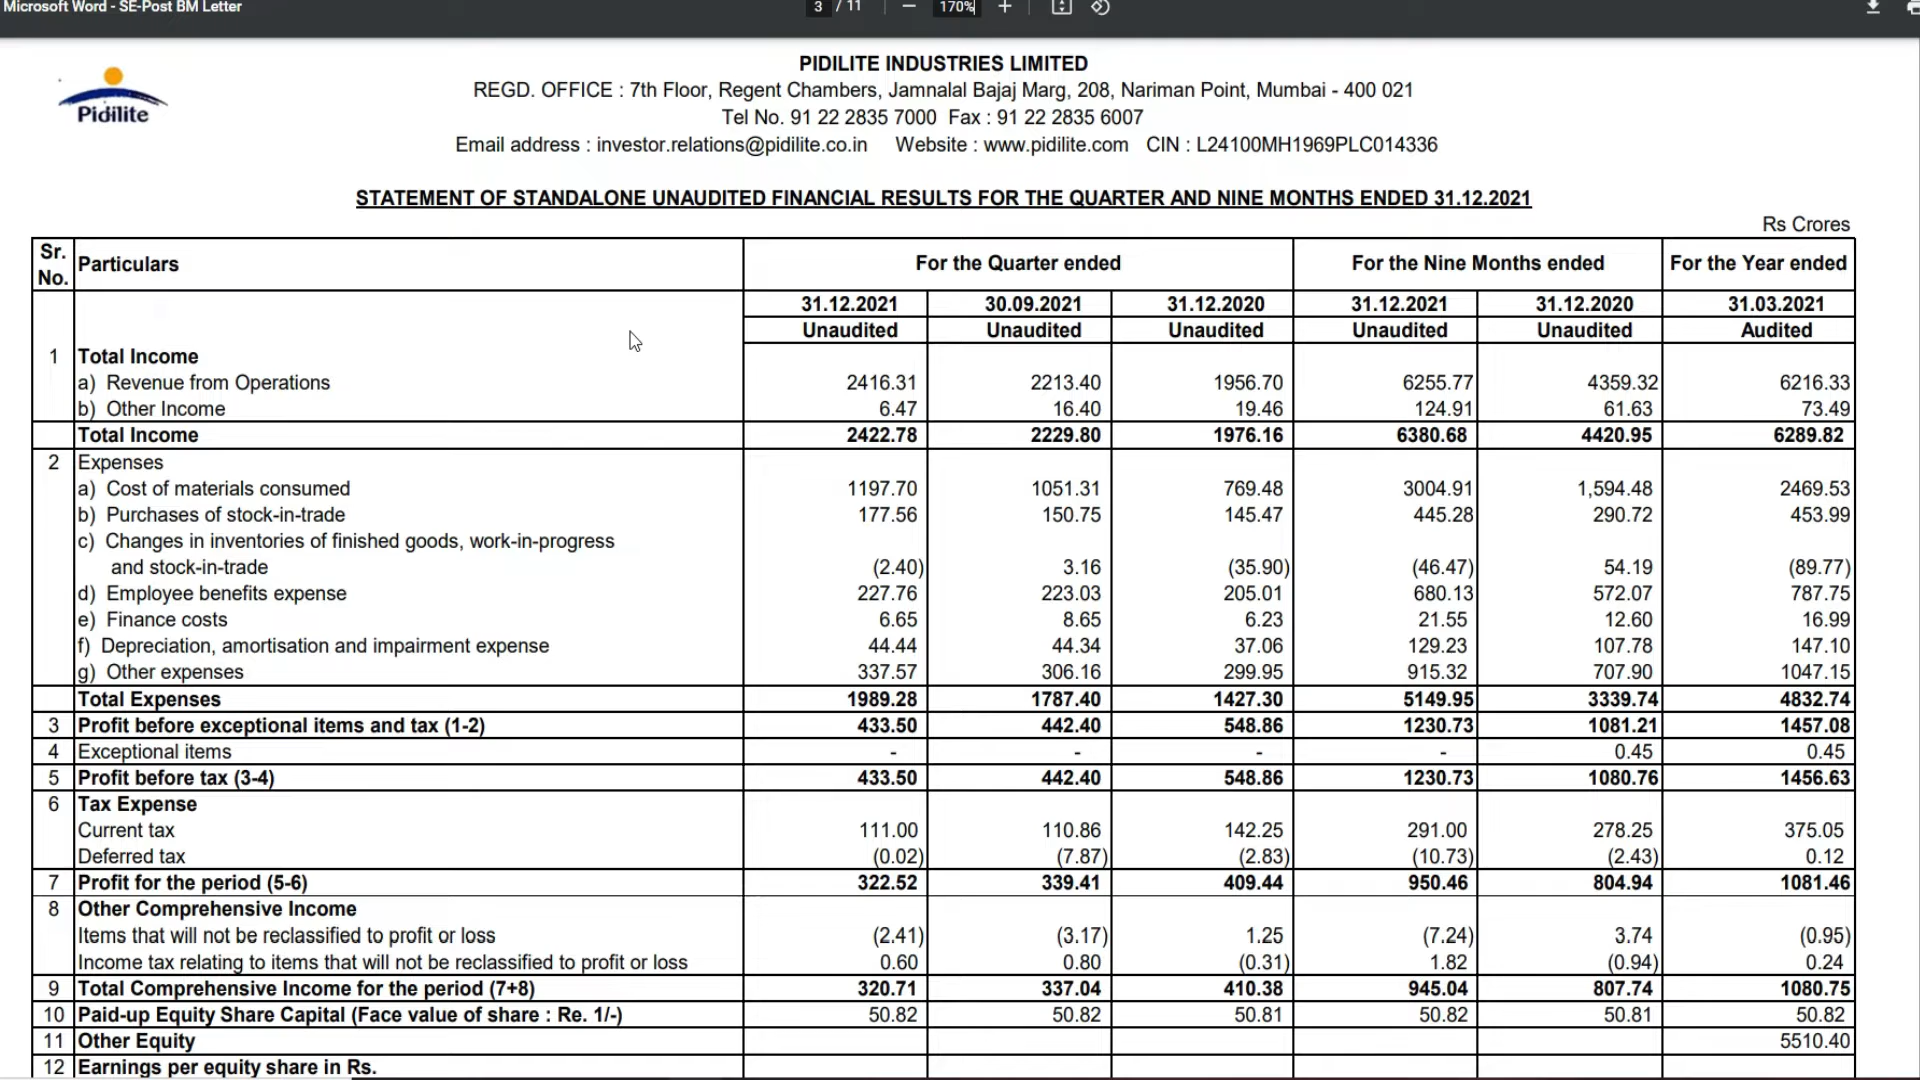 Microsoft Word - SE-Post BM Letter
3 / 11
170%
Pidilite
PIDILITE INDUSTRIES LIMITED
REGD. OFFICE : 7th Floor, Regent Chambers, Jamnalal Bajaj Marg, 208, Nariman Point, Mumbai - 400 021
Tel No. 91 22 2835 7000 Fax : 91 22 2835 6007
Email address : investor.relations@pidilite.co.in Website : www.pidilite.com CIN : L24100MH1969PLC014336
STATEMENT OF STANDALONE UNAUDITED FINANCIAL RESULTS FOR THE QUARTER AND NINE MONTHS ENDED 31.12.2021
Rs Crores
Sr. No. Particulars For the Quarter ended For the Nine Months ended For the Year ended
31.12.2021 30.09.2021 31.12.2020 31.12.2021 31.12.2020 31.03.2021
Unaudited Unaudited Unaudited Unaudited Unaudited Audited
1 Total Income
a) Revenue from Operations 2416.31 2213.40 1956.70 6255.77 4359.32 6216.33
b) Other Income 6.47 16.40 19.46 124.91 61.63 73.49
Total Income 2422.78 2229.80 1976.16 6380.68 4420.95 6289.82
2 Expenses
a) Cost of materials consumed 1197.70 1051.31 769.48 3004.91 1,594.48 2469.53
b) Purchases of stock-in-trade 177.56 150.75 145.47 445.28 290.72 453.99
c) Changes in inventories of finished goods, work-in-progress
and stock-in-trade (2.40) 3.16 (35.90) (46.47) 54.19 (89.77)
d) Employee benefits expense 227.76 223.03 205.01 680.13 572.07 787.75
e) Finance costs 6.65 8.65 6.23 21.55 12.60 16.99
f) Depreciation, amortisation and impairment expense 44.44 44.34 37.06 129.23 107.78 147.10
g) Other expenses 337.57 306.16 299.95 915.32 707.90 1047.15
Total Expenses 1989.28 1787.40 1427.30 5149.95 3339.74 4832.74
3 Profit before exceptional items and tax (1-2) 433.50 442.40 548.86 1230.73 1081.21 1457.08
4 Exceptional items - - - - 0.45 0.45
5 Profit before tax (3-4) 433.50 442.40 548.86 1230.73 1080.76 1456.63
6 Tax Expense
Current tax 111.00 110.86 142.25 291.00 278.25 375.05
Deferred tax (0.02) (7.87) (2.83) (10.73) (2.43) 0.12
7 Profit for the period (5-6) 322.52 339.41 409.44 950.46 804.94 1081.46
8 Other Comprehensive Income
Items that will not be reclassified to profit or loss (2.41) (3.17) 1.25 (7.24) 3.74 (0.95)
Income tax relating to items that will not be reclassified to profit or loss 0.60 0.80 (0.31) 1.82 (0.94) 0.24
9 Total Comprehensive Income for the period (7+8) 320.71 337.04 410.38 945.04 807.74 1080.75
10 Paid-up Equity Share Capital (Face value of share : Re. 1/-) 50.82 50.82 50.81 50.82 50.81 50.82
11 Other Equity 5510.40
12 Earnings per equity share in Rs.